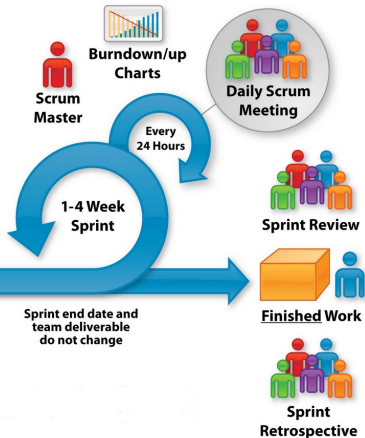 Burndown/up
Charts
Scrum
Master
Daily Scrum
Meeting
Every
24 Hours
1-4 Week
Sprint
Sprint Review
Finished Work
Sprint end date and
team deliverable
do not change
Sprint
Retrospective